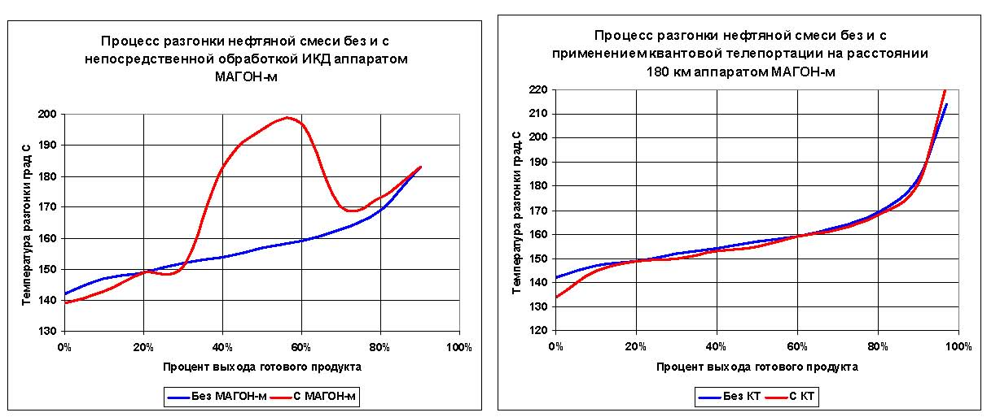 Процесс разгонки нефтяной смеси без и с
непосредственной обработкой ИКД аппаратом
МАГОН-м
Температура разгонки град С
200
190
180
170
160
150
140
130
0%
20%
40%
60%
80%
100%
Процент выхода готового продукта
Без МАГОН-м
С МАГОН-м
Процесс разгонки нефтяной смеси без и с
применением квантовой телепортации на расстоянии
180 км аппаратом МАГОН-м
Температура разгонки град С
220
210
200
190
180
170
160
150
140
130
120
0%
20%
40%
60%
80%
100%
Процент выхода готового продукта
Без КТ
С КТ